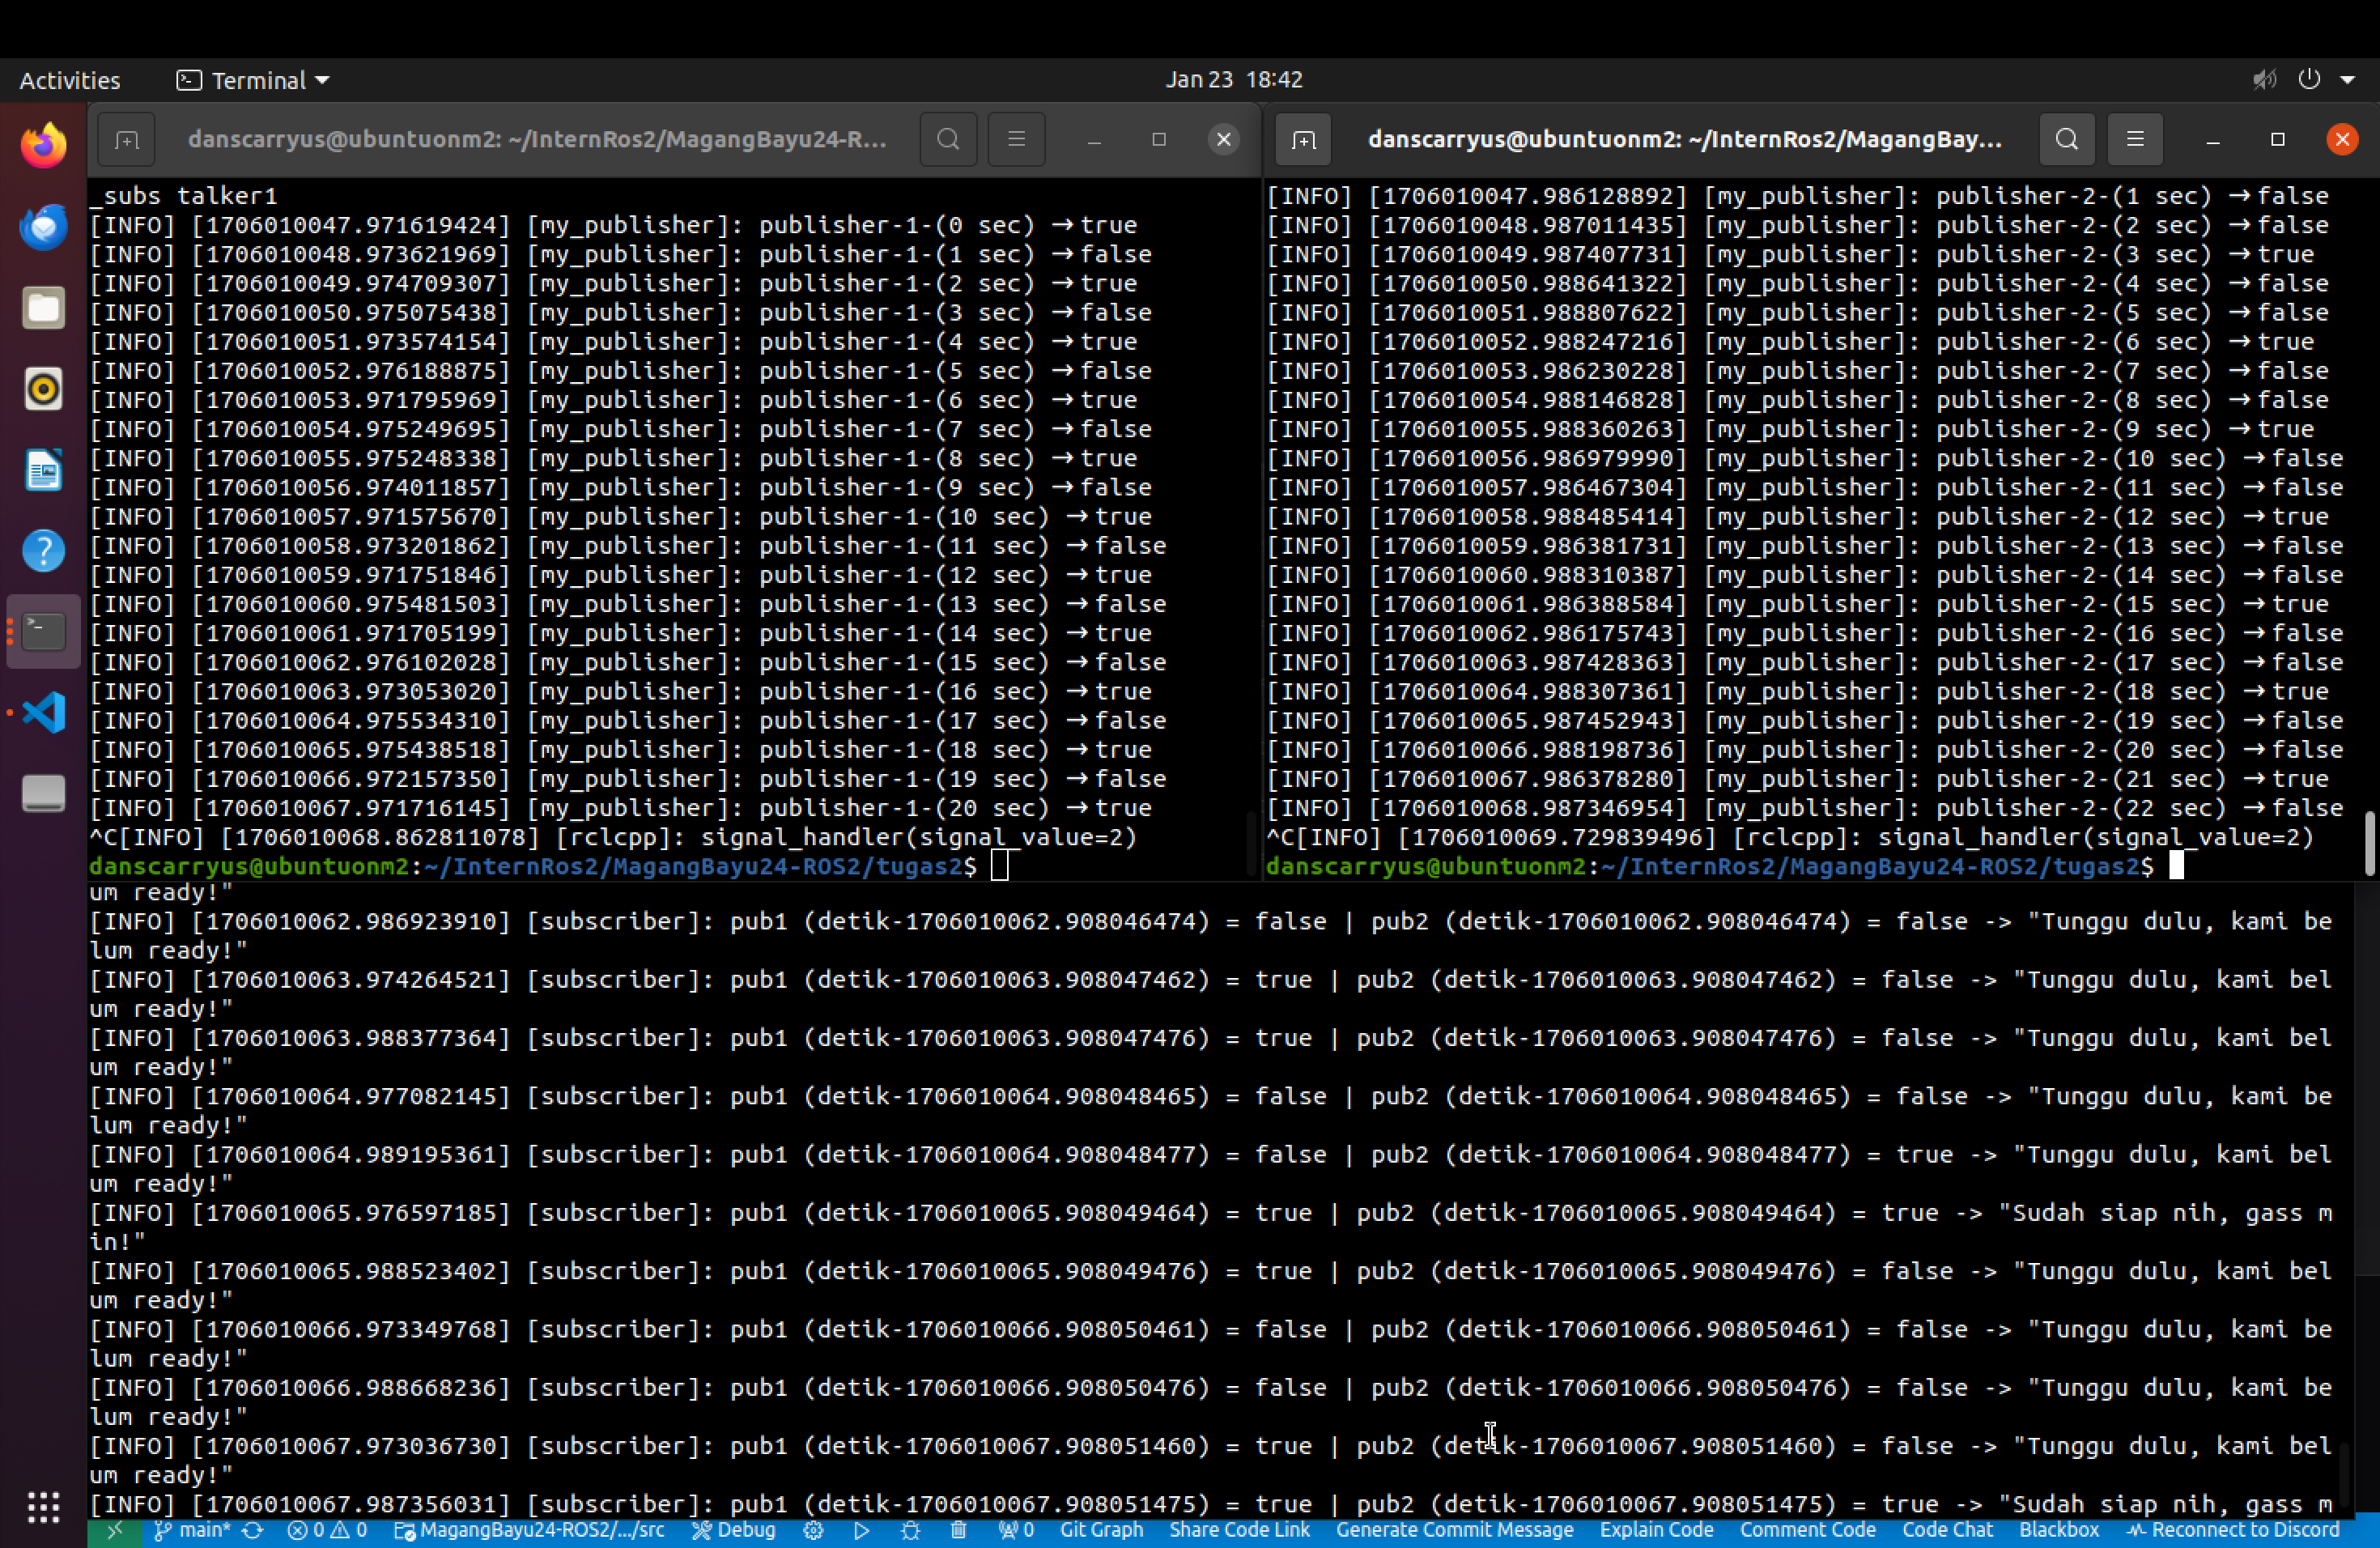 Activities
Terminal
Jan 23 18:42
danscarryus@ubuntuonm2: ~/InternRos2/MagangBayu24-R...
_subs talker1
[INFO] [1706010047.971619424] [my_publisher]: publisher-1-(0 sec) →true
[INFO] [1706010048.973621969] [my_publisher]: publisher-1-(1 sec) →false
[INFO] [1706010049.974709307] [my_publisher]: publisher-1-(2 sec) →true
[INFO] [1706010050.975075438] [my_publisher]: publisher-1-(3 sec) →false
[INFO] [1706010051.973574154] [my_publisher]: publisher-1-(4 sec) →true
[INFO] [1706010052.976188875] [my_publisher]: publisher-1-(5 sec) →false
[INFO] [1706010053.971795969] [my_publisher]: publisher-1-(6 sec) →true
[INFO] [1706010054.975249695] [my_publisher]: publisher-1-(7 sec) →false
[INFO] [1706010055.975248338] [my_publisher]: publisher-1-(8 sec) →true
[INFO] [1706010056.974011857] [my_publisher]: publisher-1-(9 sec) →false
[INFO] [1706010057.971575670] [my_publisher]: publisher-1-(10 sec) →true
[INFO] [1706010058.973201862] [my_publisher]: publisher-1-(11 sec) →false
[INFO] [1706010059.971751846] [my_publisher]: publisher-1-(12 sec) →true
[INFO] [1706010060.975481503] [my_publisher]: publisher-1-(13 sec) →false
[INFO] [1706010061.971705199] [my_publisher]: publisher-1-(14 sec) →true
[INFO] [1706010062.976102028] [my_publisher]: publisher-1-(15 sec) →false
[INFO] [1706010063.973053020] [my_publisher]: publisher-1-(16 sec) →true
[INFO] [1706010064.975534310] [my_publisher]: publisher-1-(17 sec) →false
[INFO] [1706010065.975438518] [my_publisher]: publisher-1-(18 sec) →true
[INFO] [1706010066.972157350] [my_publisher]: publisher-1-(19 sec) →false
[INFO] [1706010067.971716145] [my_publisher]: publisher-1-(20 sec) →true
^C[INFO] [1706010068.862811078] [rclcpp]: signal_handler(signal_value=2)
danscarryus@ubuntuonm2:~/InternRos2/MagangBayu24-ROS2/tugas2$
danscarryus@ubuntuonm2: ~/InternRos2/MagangBay...
[INFO] [1706010047.986128892] [my_publisher]: publisher-2-(1 sec) →false
[INFO] [1706010048.987011435] [my_publisher]: publisher-2-(2 sec) →false
[INFO] [1706010049.987407731] [my_publisher]: publisher-2-(3 sec) →true
[INFO] [1706010050.988641322] [my_publisher]: publisher-2-(4 sec) →false
[INFO] [1706010051.988807622] [my_publisher]: publisher-2-(5 sec) →false
[INFO] [1706010052.988247216] [my_publisher]: publisher-2-(6 sec) →true
[INFO] [1706010053.986230228] [my_publisher]: publisher-2-(7 sec) →false
[INFO] [1706010054.988146828] [my_publisher]: publisher-2-(8 sec) →false
[INFO] [1706010055.988360263] [my_publisher]: publisher-2-(9 sec) →true
[INFO] [1706010056.986979990] [my_publisher]: publisher-2-(10 sec) →false
[INFO] [1706010057.986467304] [my_publisher]: publisher-2-(11 sec) →false
[INFO] [1706010058.988485414] [my_publisher]: publisher-2-(12 sec) →true
[INFO] [1706010059.986381731] [my_publisher]: publisher-2-(13 sec) →false
[INFO] [1706010060.988310387] [my_publisher]: publisher-2-(14 sec) →false
[INFO] [1706010061.986388584] [my_publisher]: publisher-2-(15 sec) →true
[INFO] [1706010062.986175743] [my_publisher]: publisher-2-(16 sec) →false
[INFO] [1706010063.987428363] [my_publisher]: publisher-2-(17 sec) →false
[INFO] [1706010064.988307361] [my_publisher]: publisher-2-(18 sec) →true
[INFO] [1706010065.987452943] [my_publisher]: publisher-2-(19 sec) →false
[INFO] [1706010066.988198736] [my_publisher]: publisher-2-(20 sec) →false
[INFO] [1706010067.986378280] [my_publisher]: publisher-2-(21 sec) →true
[INFO] [1706010068.987346954] [my_publisher]: publisher-2-(22 sec) →false
^C[INFO] [1706010069.729839496] [rclcpp]: signal_handler(signal_value=2)
danscarryus@ubuntuonm2:~/InternRos2/MagangBayu24-ROS2/tugas2$
um ready!"
[INFO] [1706010062.986923910] [subscriber]: pub1 (detik-1706010062.908046474) = false | pub2 (detik-1706010062.908046474) = false -> "Tunggu dulu, kami be
lum ready!"
[INFO] [1706010063.974264521] [subscriber]: pub1 (detik-1706010063.908047462) = true | pub2 (detik-1706010063.908047462) = false -> "Tunggu dulu, kami bel
um ready!"
[INFO] [1706010063.988377364] [subscriber]: pub1 (detik-1706010063.908047476) = true | pub2 (detik-1706010063.908047476) = false -> "Tunggu dulu, kami bel
um ready!"
[INFO] [1706010064.977082145] [subscriber]: pub1 (detik-1706010064.908048465) = false | pub2 (detik-1706010064.908048465) = false -> "Tunggu dulu, kami be
lum ready!"
[INFO] [1706010064.989195361] [subscriber]: pub1 (detik-1706010064.908048477) = false | pub2 (detik-1706010064.908048477) = true -> "Tunggu dulu, kami bel
um ready!"
[INFO] [1706010065.976597185] [subscriber]: pub1 (detik-1706010065.908049464) = true | pub2 (detik-1706010065.908049464) = true -> "Sudah siap nih, gass m
in!"
[INFO] [1706010065.988523402] [subscriber]: pub1 (detik-1706010065.908049476) = true | pub2 (detik-1706010065.908049476) = false -> "Tunggu dulu, kami bel
um ready!"
[INFO] [1706010066.973349768] [subscriber]: pub1 (detik-1706010066.908050461) = false | pub2 (detik-1706010066.908050461) = false -> "Tunggu dulu, kami be
lum ready!"
[INFO] [1706010066.988668236] [subscriber]: pub1 (detik-1706010066.908050476) = false | pub2 (detik-1706010066.908050476) = false -> "Tunggu dulu, kami be
lum ready!"
[INFO] [1706010067.973036730] [subscriber]: pub1 (detik-1706010067.908051460) = true | pub2 (detik-1706010067.908051460) = false -> "Tunggu dulu, kami bel
um ready!"
[INFO] [1706010067.987356031] [subscriber]: pub1 (detik-1706010067.908051475) = true | pub2 (detik-1706010067.908051475) = true -> "Sudah siap nih, gass m
main* 0 0 MagangBayu24-ROS2/.../src Debug 0 Git Graph Share Code Link Generate Commit Message Explain Code Comment Code Code Chat Blackbox Reconnect to Discord